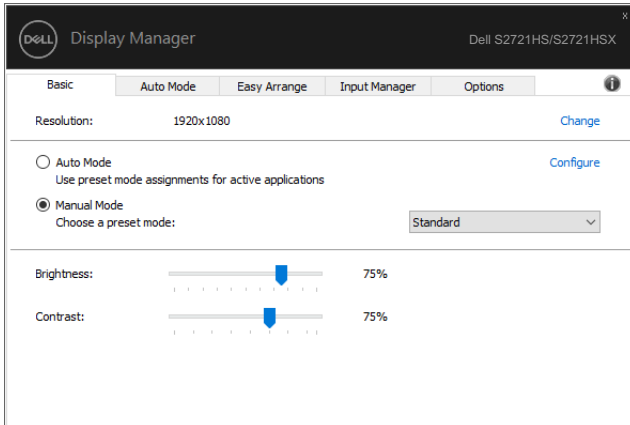 x
DELL Display Manager Dell S2721HS/S2721HSX
Basic Auto Mode Easy Arrange Input Manager Options i
Resolution: 1920x1080 Change
Auto Mode Configure
Use preset mode assignments for active applications
Manual Mode
Choose a preset mode: Standard
Brightness: 75%
Contrast: 75%